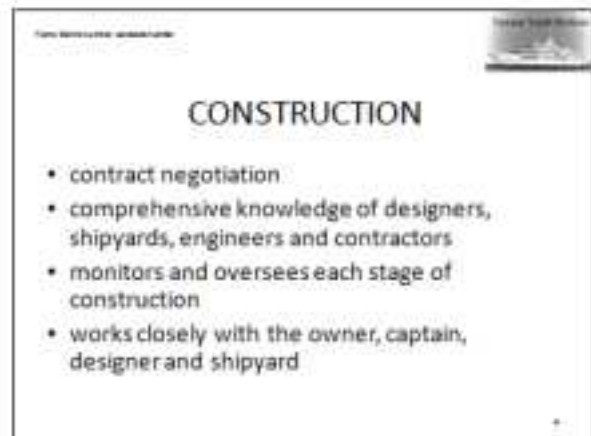 CONSTRUCTION
• contract negotiation
• comprehensive knowledge of designers,
shipyards, engineers and contractors
• monitors and oversees each stage of
construction
• works closely with the owner, captain,
designer and shipyard